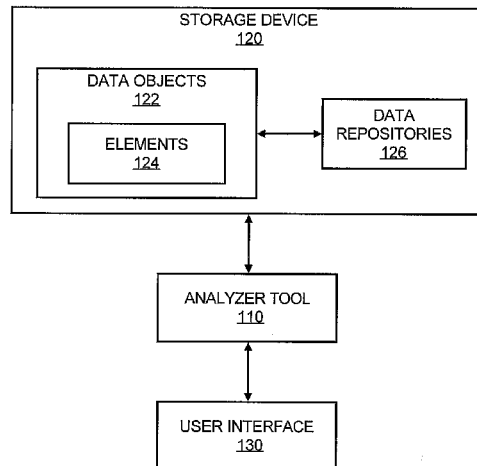 STORAGE DEVICE
120
DATA OBJECTS
122
ELEMENTS
124
DATA
REPOSITORIES
126
ANALYZER TOOL
110
USER INTERFACE
130